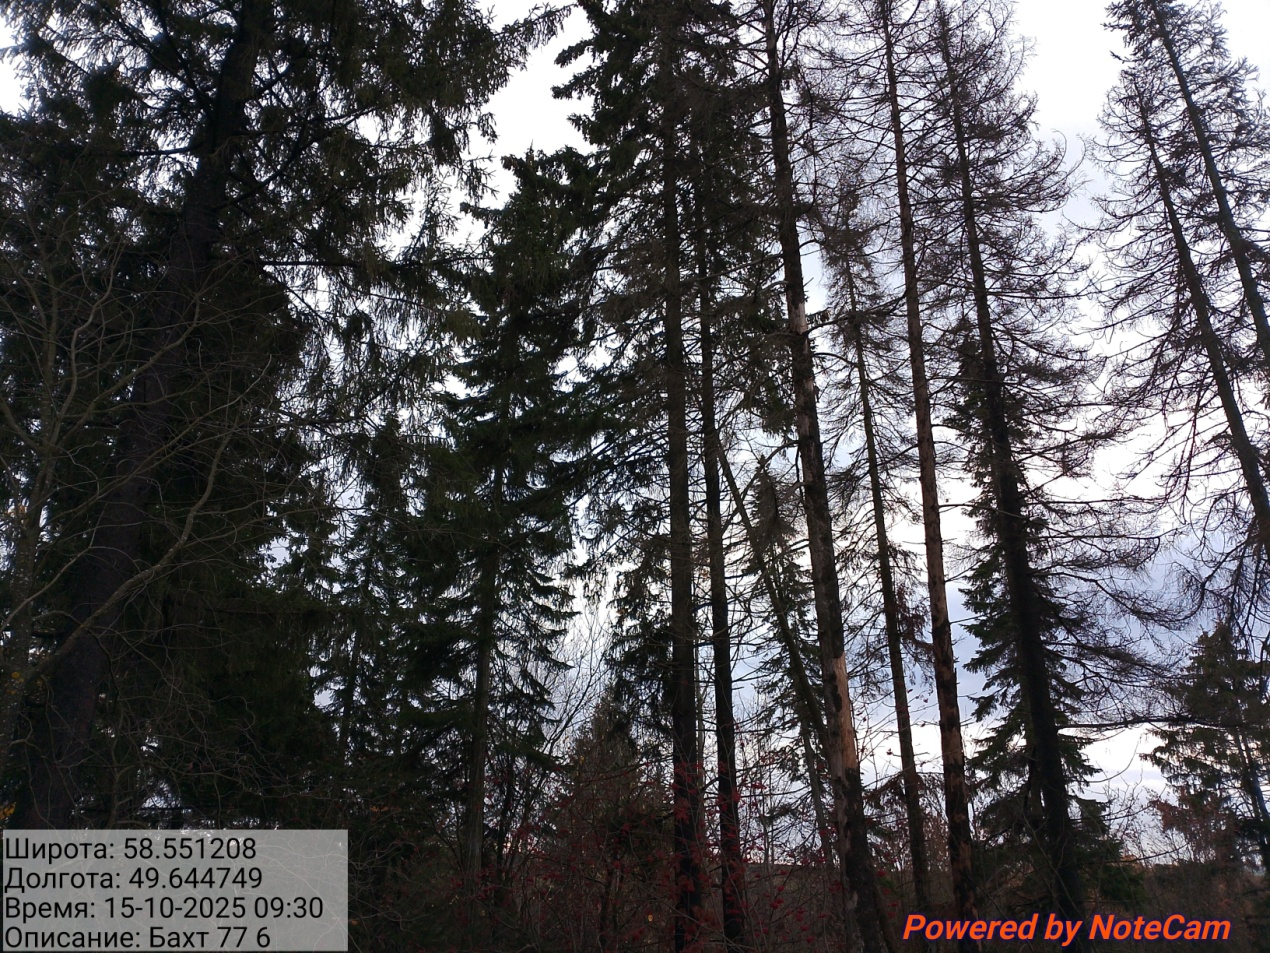 Широта: 58.551208
Долгота: 49.644749
Время: 15-10-2025 09:30
Описание: Бахт 77 6
Powered by NoteCam